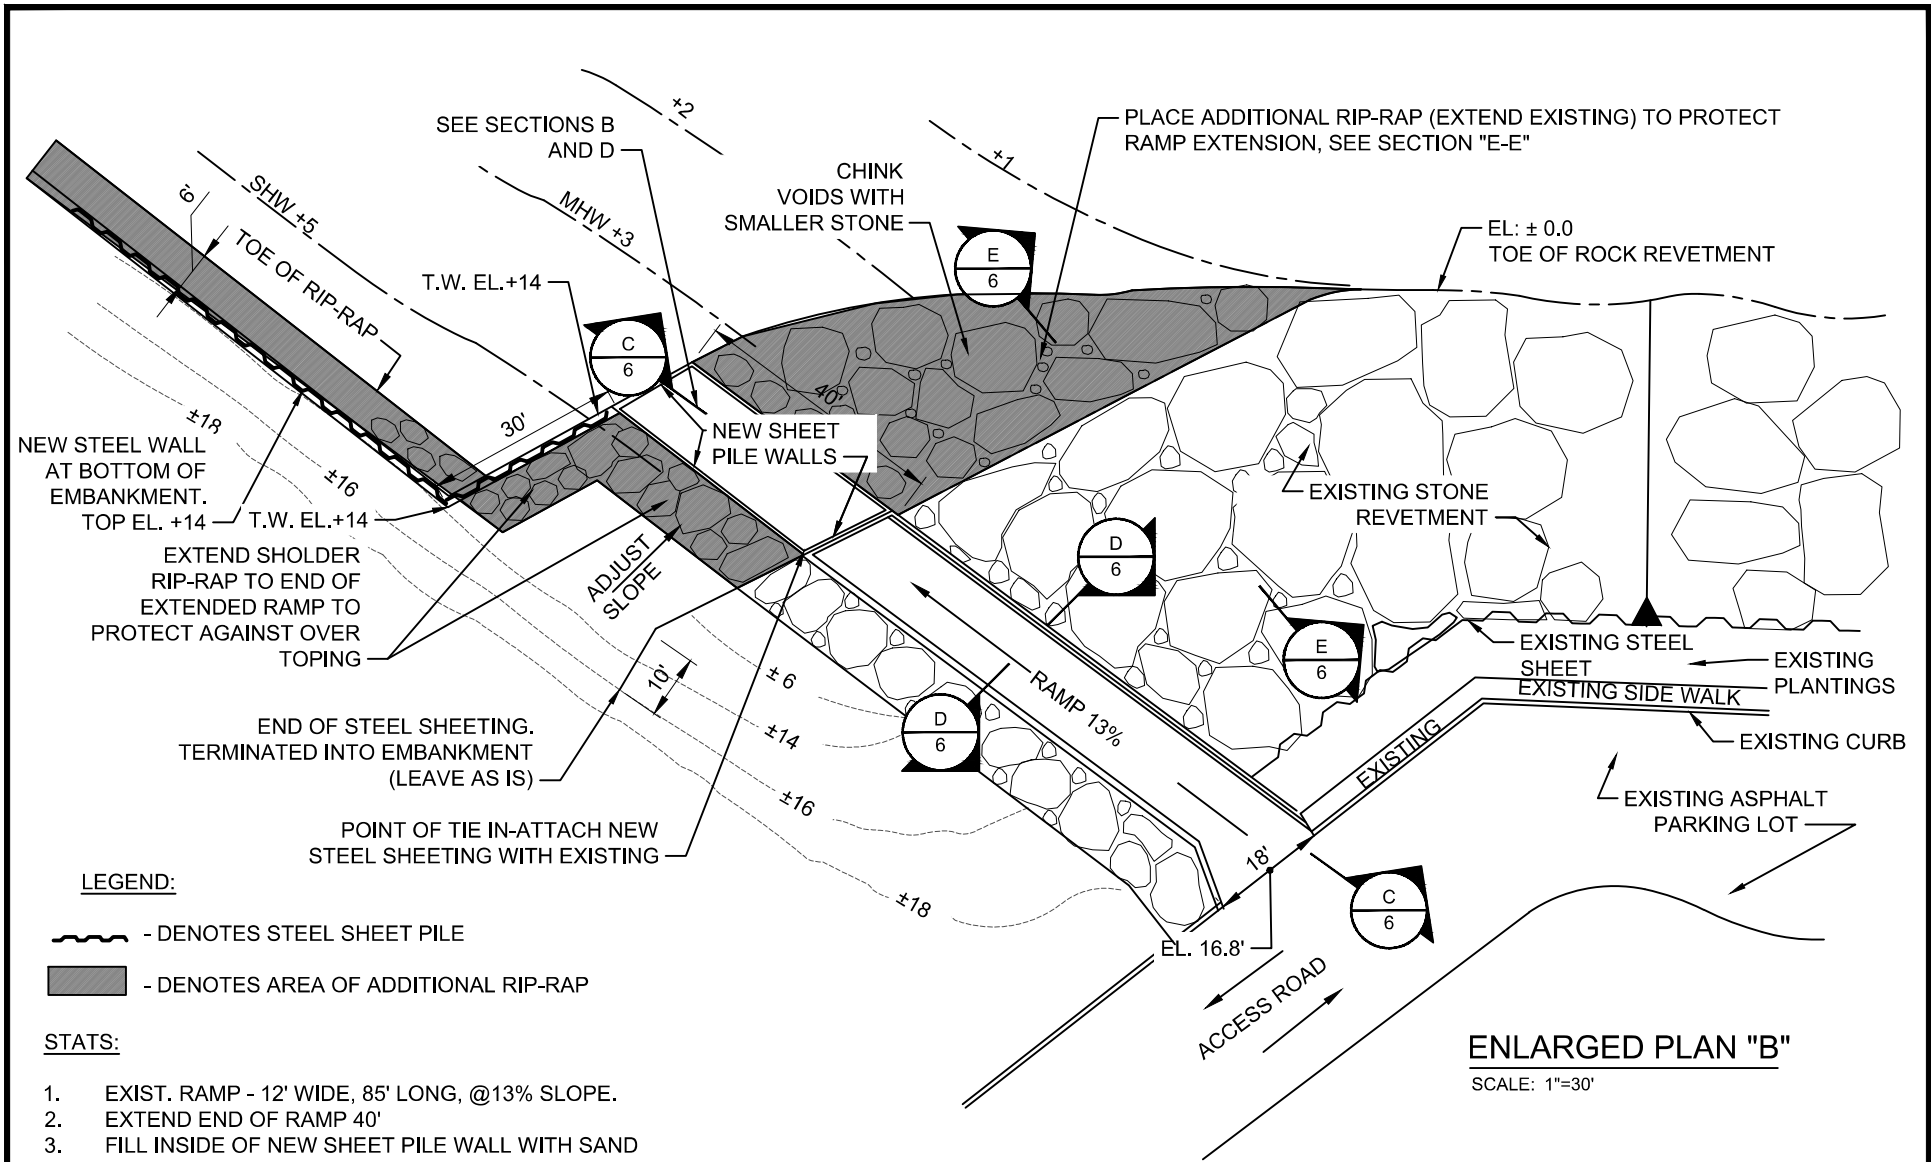 +2
SEE SECTIONS B
AND D
PLACE ADDITIONAL RIP-RAP (EXTEND EXISTING) TO PROTECT
RAMP EXTENSION, SEE SECTION "E-E"
+1
CHINK
VOIDS WITH
SMALLER STONE
6'
SHW +5
MHW +3
TOE OF RIP-RAP
T.W. EL.+14
E
6
EL: ± 0.0
TOE OF ROCK REVETMENT
C
6
40'
30'
±18
NEW STEEL WALL
AT BOTTOM OF
EMBANKMENT.
TOP EL. +14
±16
T.W. EL.+14
NEW SHEET
PILE WALLS
EXISTING STONE
REVETMENT
EXTEND SHOLDER
RIP-RAP TO END OF
EXTENDED RAMP TO
PROTECT AGAINST OVER
TOPING
ADJUST
SLOPE
D
6
E
6
EXISTING STEEL
SHEET
EXISTING
PLANTINGS
EXISTING SIDE WALK
± 6
10'
RAMP 13%
D
6
±14
END OF STEEL SHEETING.
TERMINATED INTO EMBANKMENT
(LEAVE AS IS)
EXISTING
EXISTING CURB
±16
EXISTING ASPHALT
PARKING LOT
POINT OF TIE IN-ATTACH NEW
STEEL SHEETING WITH EXISTING
18'
±18
C
6
EL. 16.8'
ACCESS ROAD
LEGEND:
- DENOTES STEEL SHEET PILE
- DENOTES AREA OF ADDITIONAL RIP-RAP
STATS:
1. EXIST. RAMP - 12' WIDE, 85' LONG, @13% SLOPE.
2. EXTEND END OF RAMP 40'
3. FILL INSIDE OF NEW SHEET PILE WALL WITH SAND
ENLARGED PLAN "B"
SCALE: 1"=30'